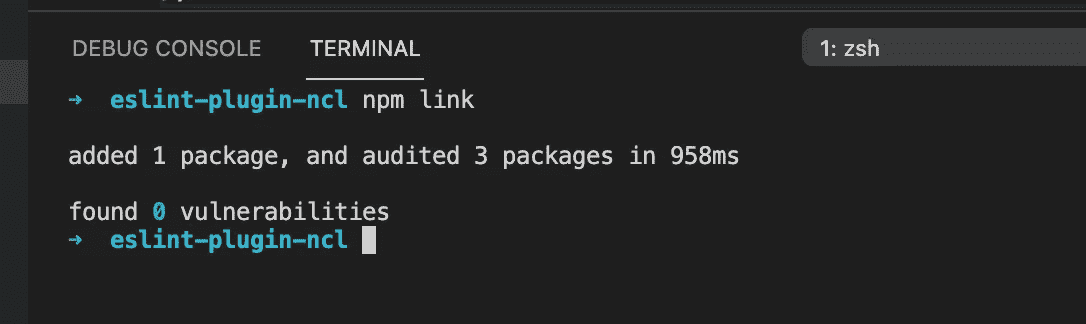 DEBUG CONSOLE TERMINAL 1: zsh
→ eslint-plugin-ncl npm link
added 1 package, and audited 3 packages in 958ms
found 0 vulnerabilities
→ eslint-plugin-ncl